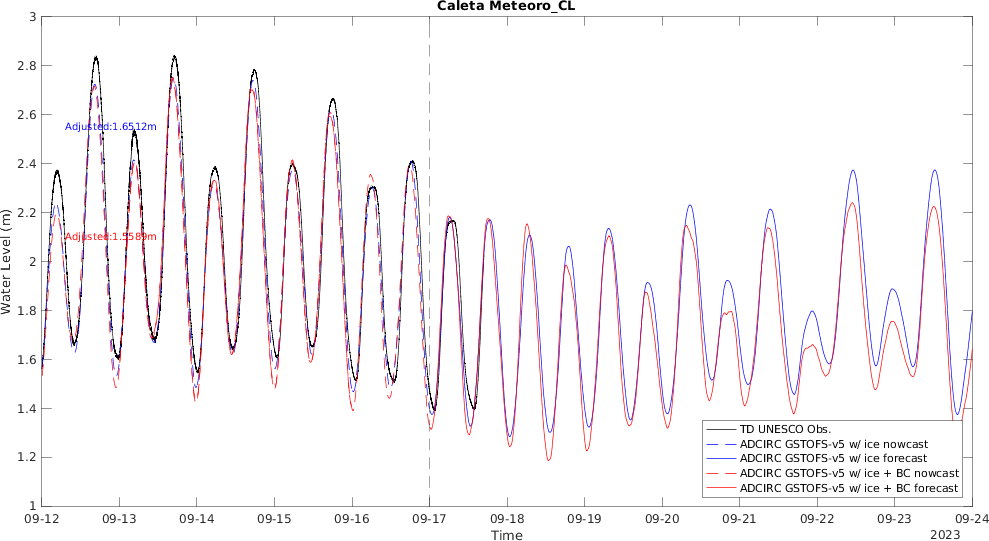 Caleta Meteoro_CL
3
2.8
2.6
2.4
2.2
2
1.8
1.6
1.4
1.2
1
Water Level (m)
Adjusted:1.6512m
Adjusted:1.5589m
TD UNESCO Obs.
ADCIRC GSTOFS-v5 w/ ice nowcast
ADCIRC GSTOFS-v5 w/ ice forecast
ADCIRC GSTOFS-v5 w/ ice + BC nowcast
ADCIRC GSTOFS-v5 w/ ice + BC forecast
09-12 09-13 09-14 09-15 09-16 09-17 09-18 09-19 09-20 09-21 09-22 09-23 09-24
Time
2023